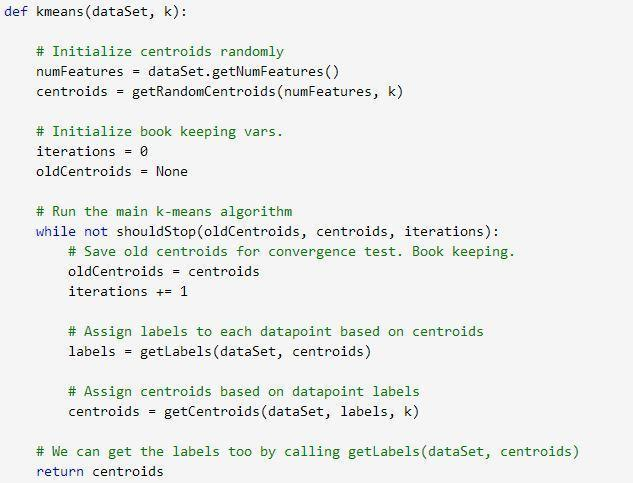 def kmeans(dataSet, k):
# Initialize centroids randomly
numFeatures = dataSet.getNumFeatures()
centroids = getRandomCentroids(numFeatures, k)
# Initialize book keeping vars.
iterations = 0
oldCentroids = None
# Run the main k-means algorithm
while not shouldStop(oldCentroids, centroids, iterations):
# Save old centroids for convergence test. Book keeping.
oldCentroids = centroids
iterations += 1
# Assign labels to each datapoint based on centroids
labels = getLabels(dataSet, centroids)
# Assign centroids based on datapoint labels
centroids = getCentroids(dataSet, labels, k)
# We can get the labels too by calling getLabels(dataSet, centroids)
return centroids